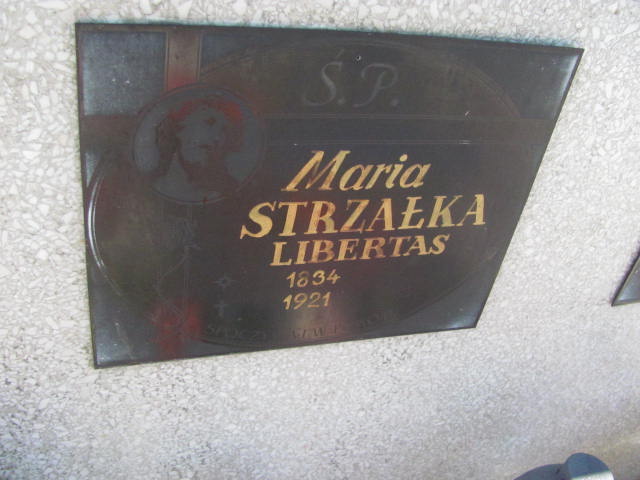 Ś.P.
Maria
STRZAŁKA
LIBERTAS
1834
1921